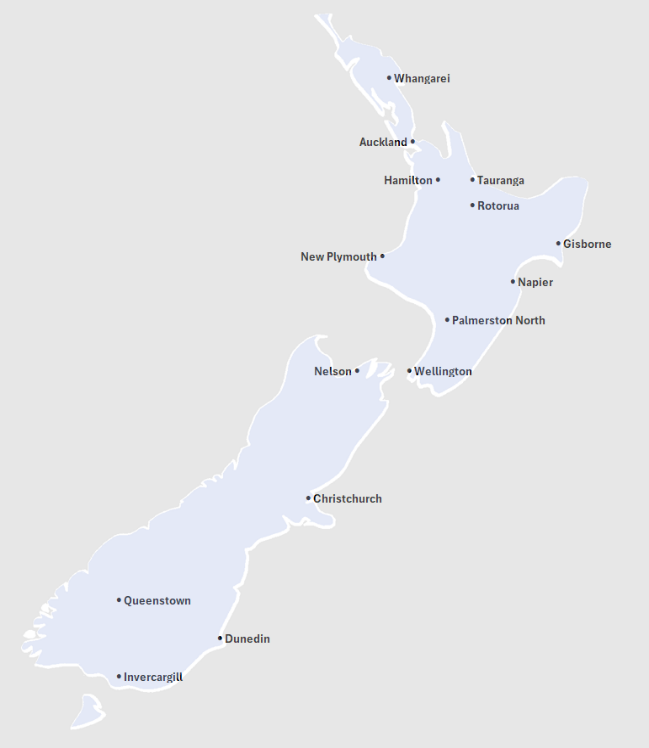 Whangarei
Auckland
Hamilton
Tauranga
Rotorua
Gisborne
New Plymouth
Napier
Palmerston North
Nelson
Wellington
Christchurch
Queenstown
Dunedin
Invercargill